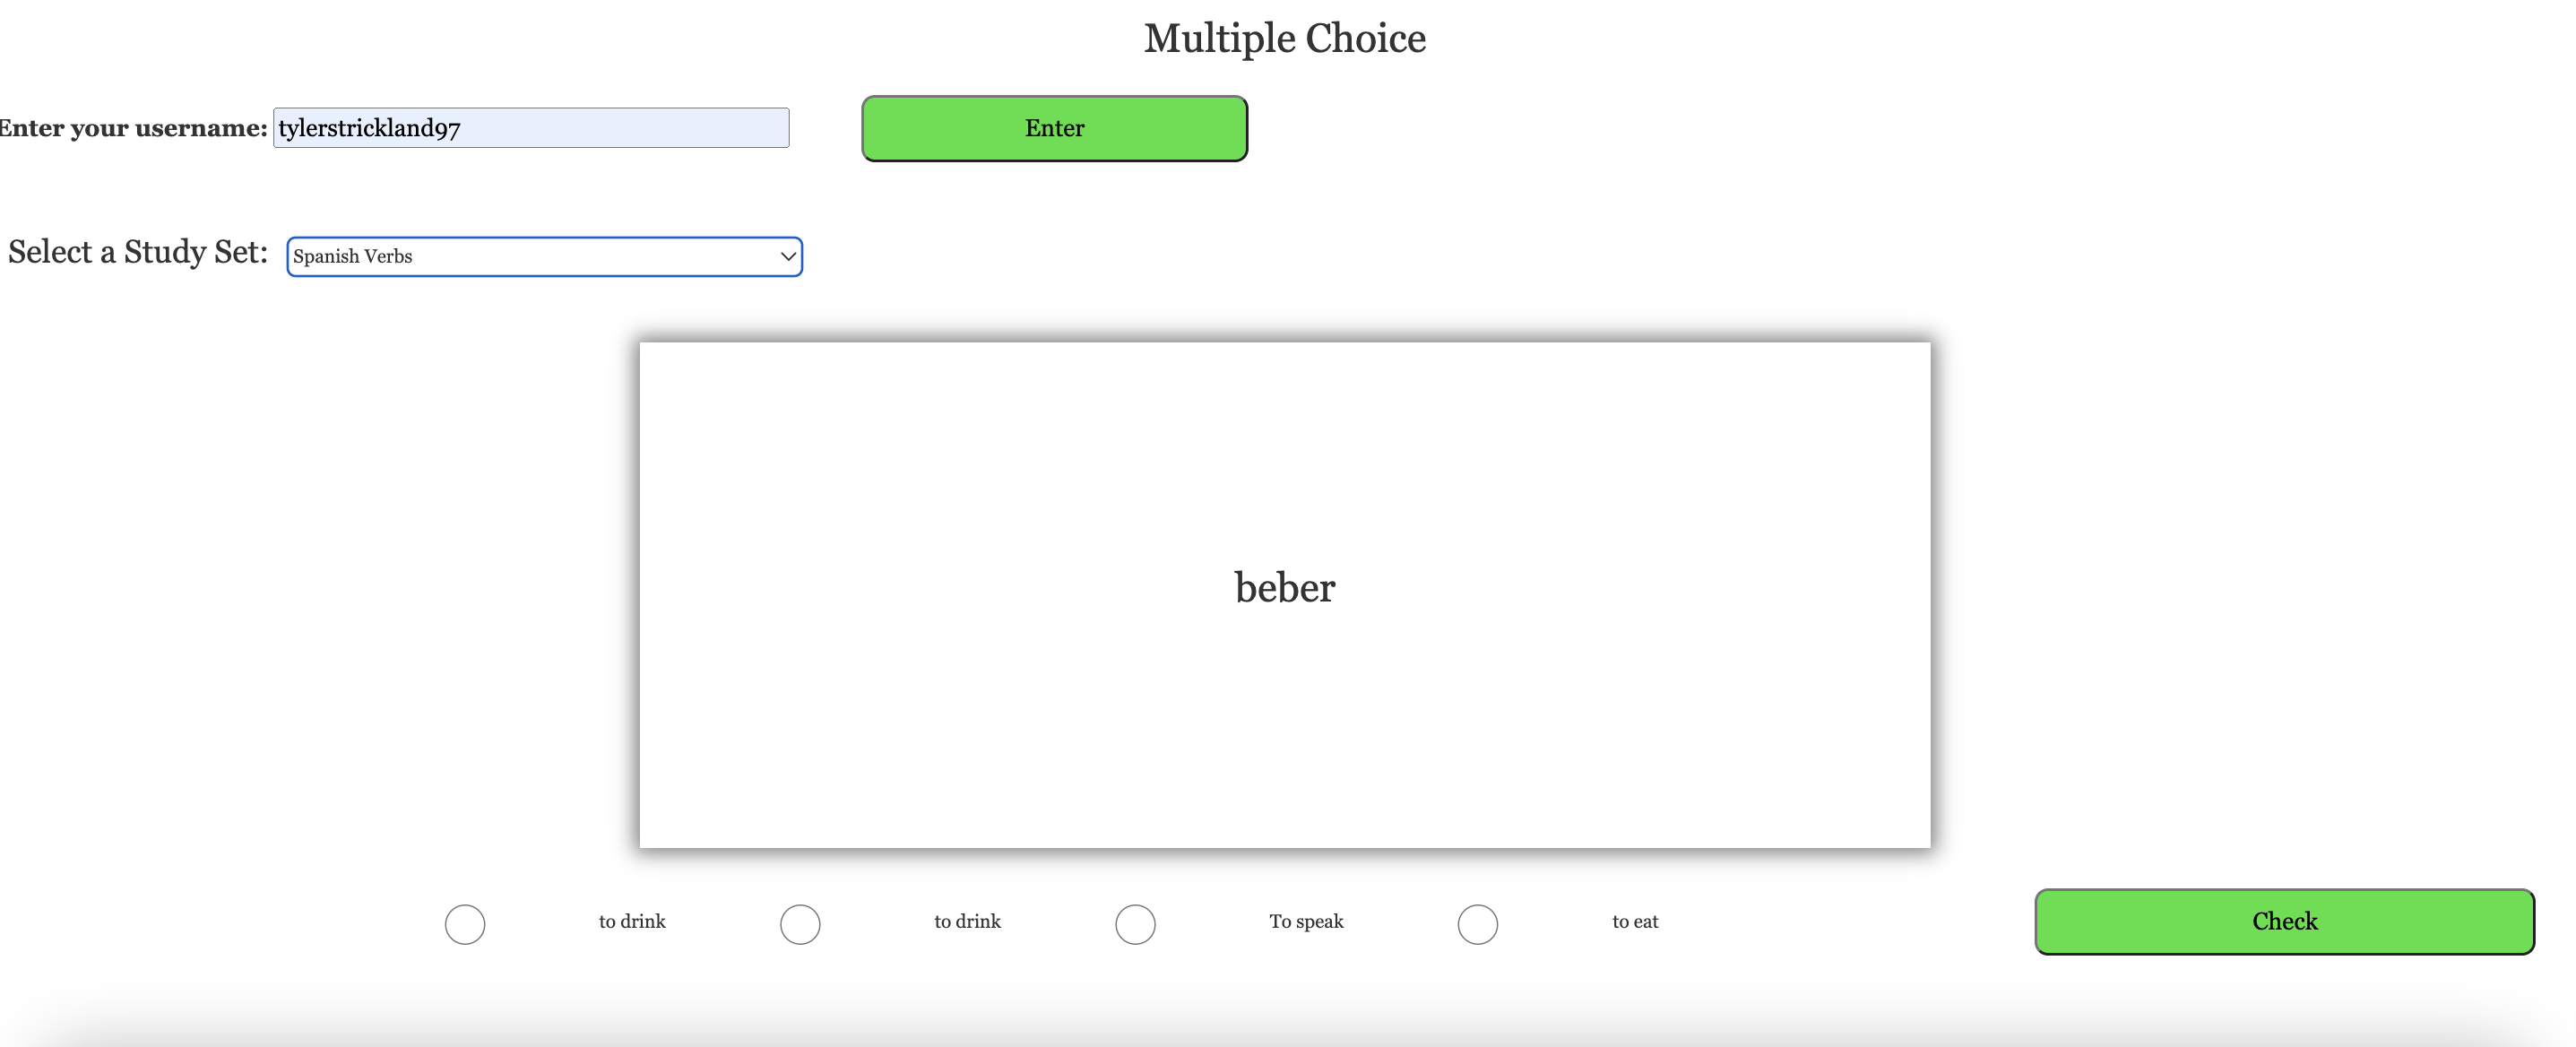 Multiple Choice
Enter your username: tylerstrickland97 Enter
Select a Study Set: Spanish Verbs
beber
to drink to drink To speak to eat Check